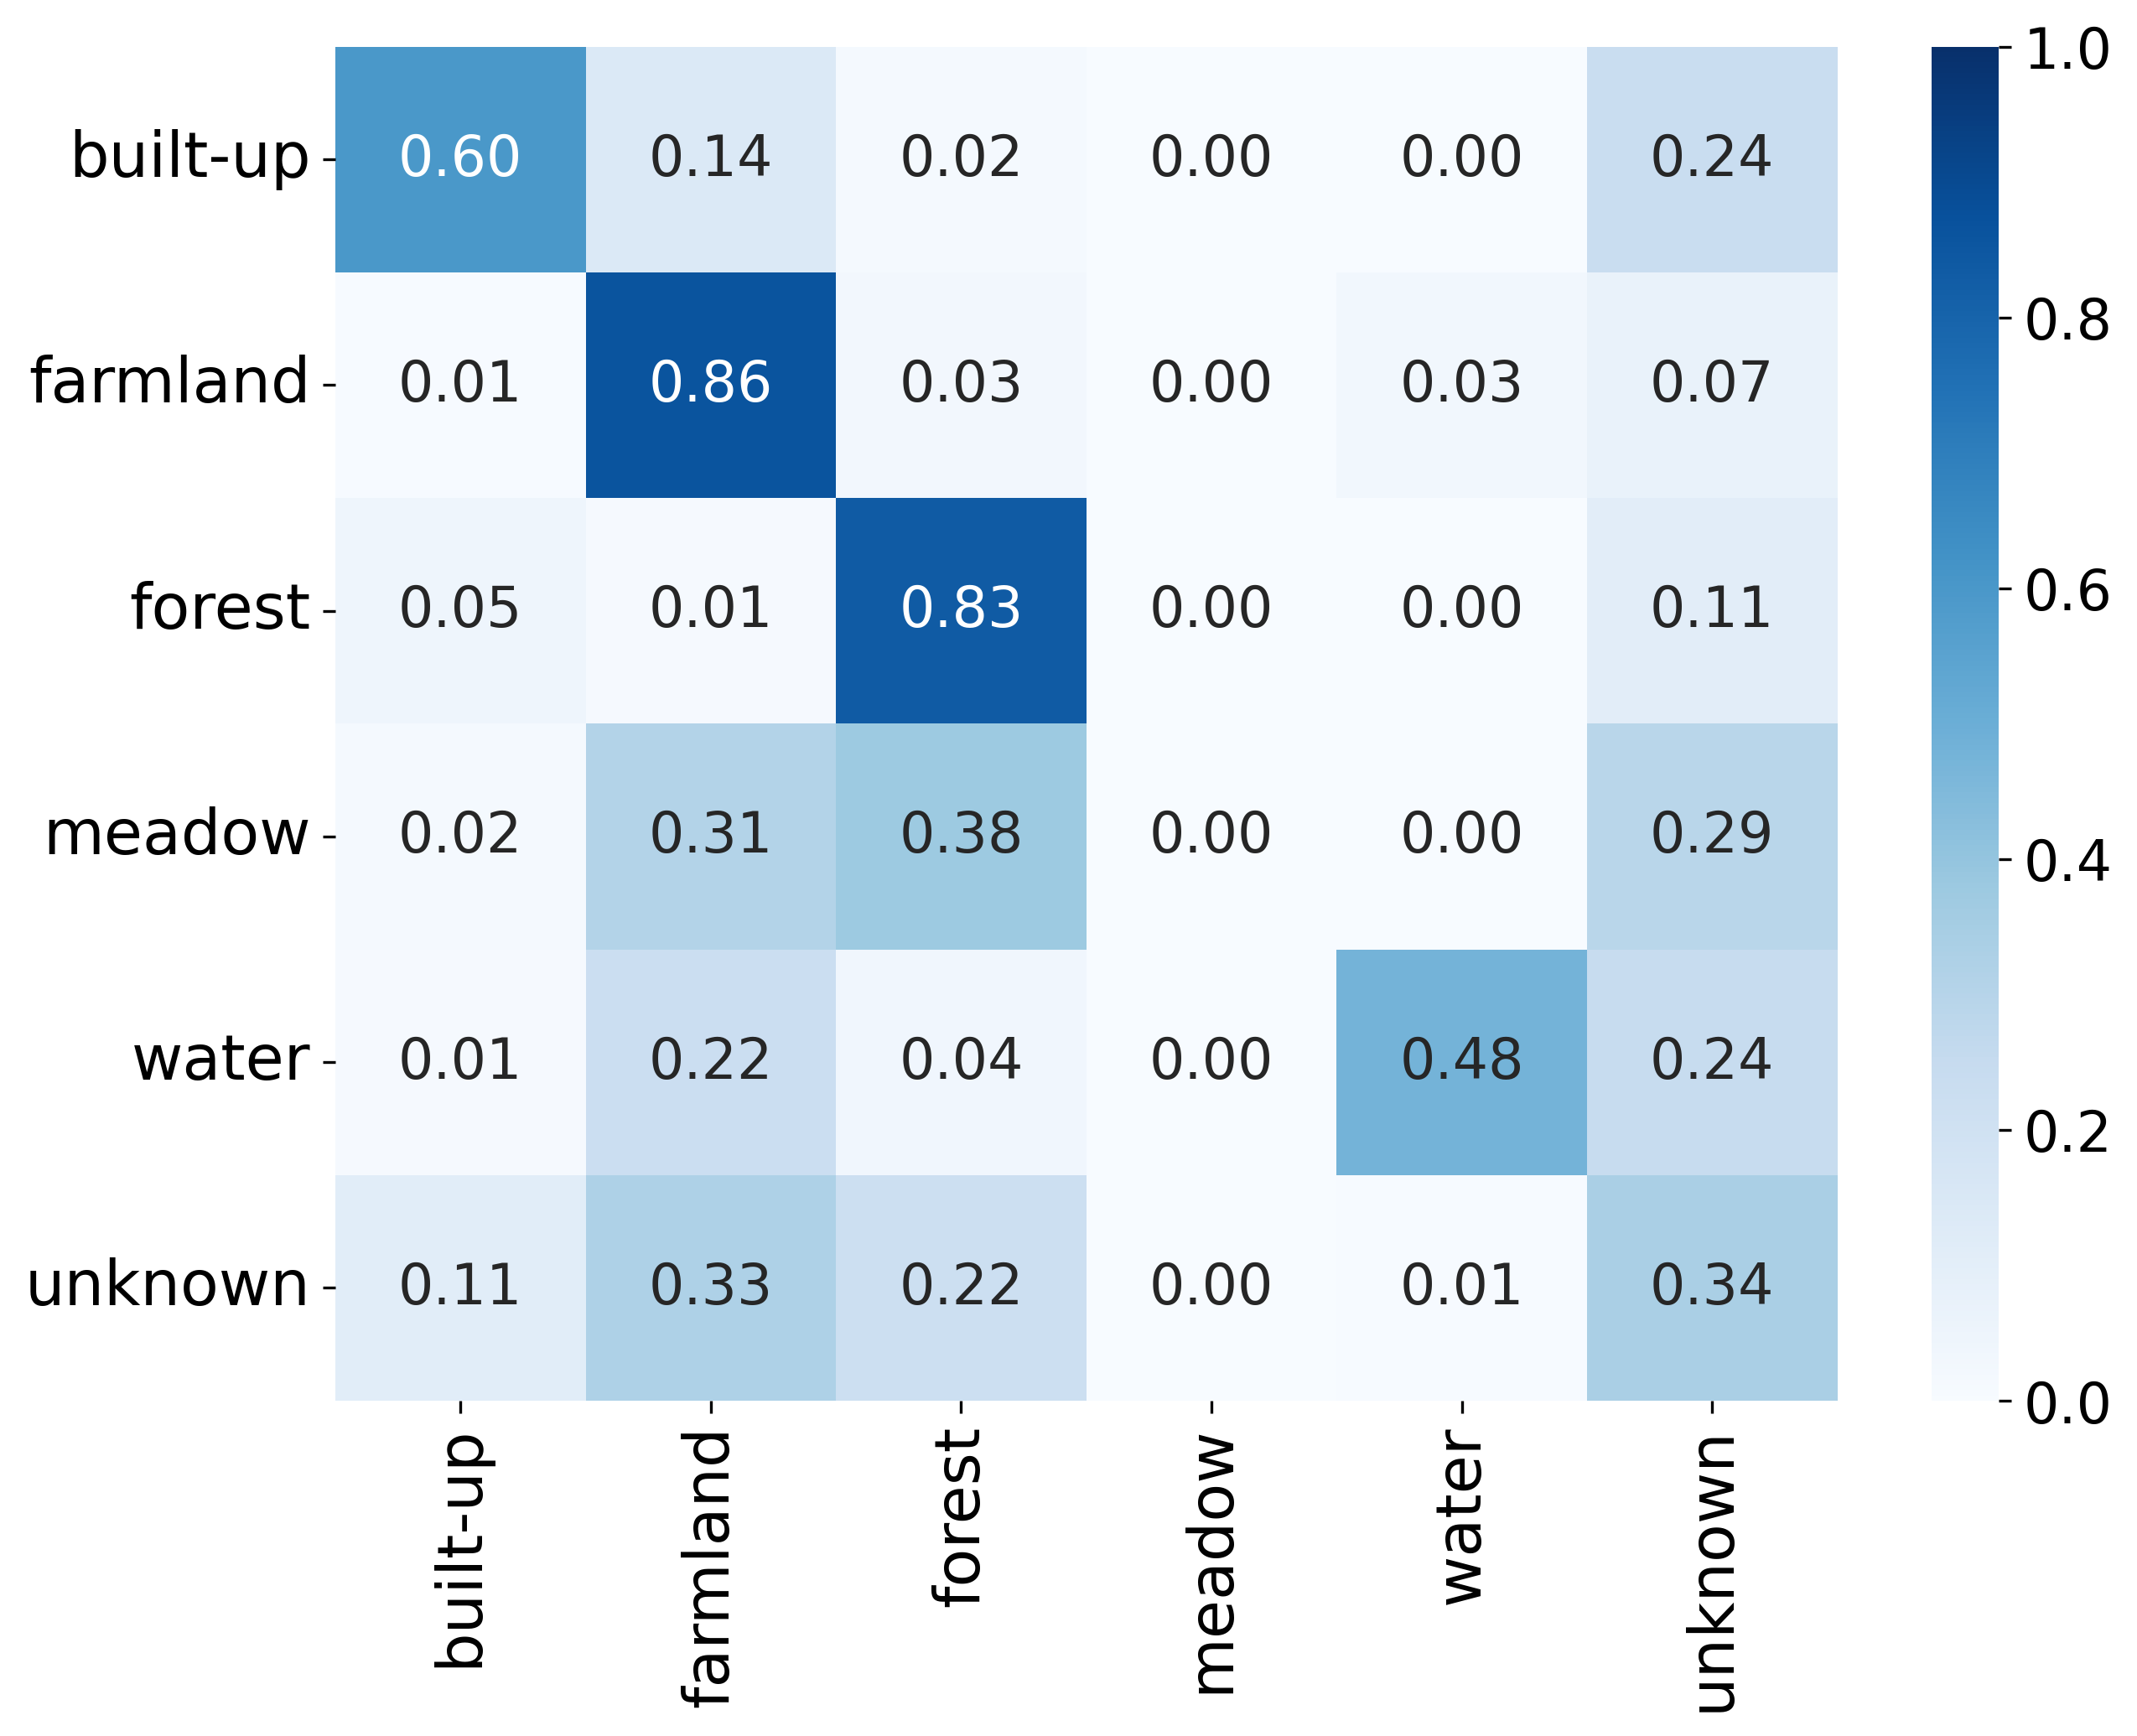 built-up 0.60 0.14 0.02 0.00 0.00 0.24
farmland 0.01 0.86 0.03 0.00 0.03 0.07
forest 0.05 0.01 0.83 0.00 0.00 0.11
meadow 0.02 0.31 0.38 0.00 0.00 0.29
water 0.01 0.22 0.04 0.00 0.48 0.24
unknown 0.11 0.33 0.22 0.00 0.01 0.34
built-up
farmland
forest
meadow
water
unknown
1.0
0.8
0.6
0.4
0.2
0.0